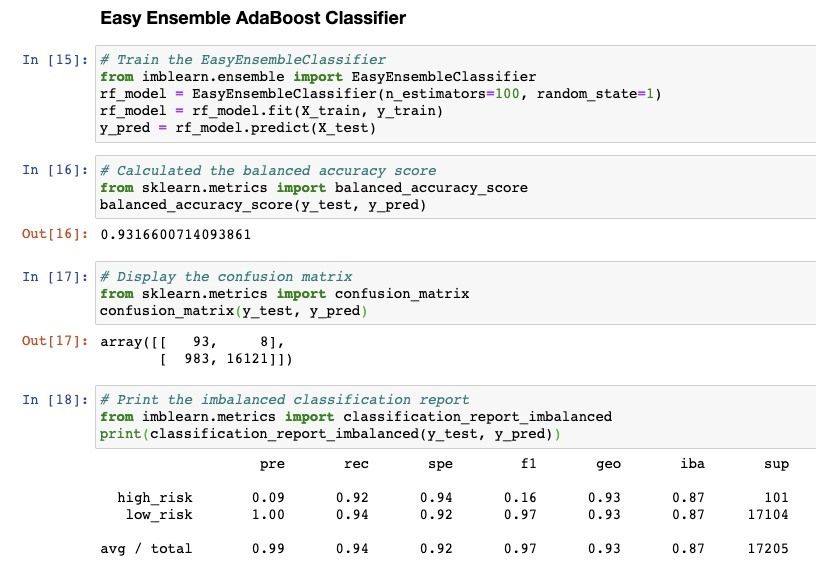 Easy Ensemble AdaBoost Classifier
In [15]: # Train the EasyEnsembleClassifier
from imblearn.ensemble import EasyEnsembleClassifier
rf_model = EasyEnsembleClassifier(n_estimators=100, random_state=1)
rf_model = rf_model.fit(X_train, y_train)
y_pred = rf_model.predict(X_test)
In [16]: # Calculated the balanced accuracy score
from sklearn.metrics import balanced_accuracy_score
balanced_accuracy_score(y_test, y_pred)
Out[16]: 0.9316600714093861
In [17]: # Display the confusion matrix
from sklearn.metrics import confusion_matrix
confusion_matrix(y_test, y_pred)
Out[17]: array([[   93,     8],
       [  983, 16121]])
In [18]: # Print the imbalanced classification report
from imblearn.metrics import classification_report_imbalanced
print(classification_report_imbalanced(y_test, y_pred))
pre rec spe f1 geo iba sup
high_risk 0.09 0.92 0.94 0.16 0.93 0.87 101
low_risk 1.00 0.94 0.92 0.97 0.93 0.87 17104
avg / total 0.99 0.94 0.92 0.97 0.93 0.87 17205